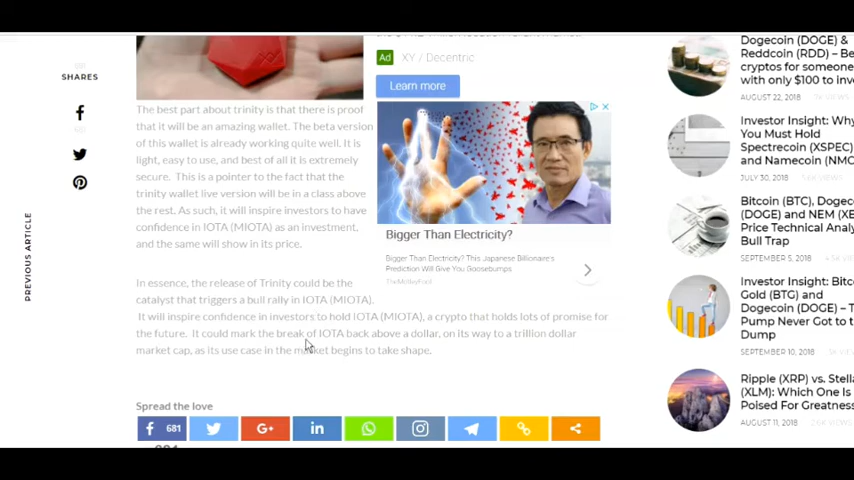 SHARES
PREVIOUS ARTICLE
The best part about trinity is that there is proof
that it will be an amazing wallet. The beta version
of this wallet is already working quite well. It is
light, easy to use, and best of all it is extremely
secure.  This is a pointer to the fact that the
trinity wallet live version will be in a class above
the rest. As such, it will inspire investors to have
confidence in IOTA (MIOTA) as an investment,
and the same will show in its price.
In essence, the release of Trinity could be the
catalyst that triggers a bull rally in IOTA (MIOTA).
It will inspire confidence in investors to hold IOTA (MIOTA), a crypto that holds lots of promise for
the future.  It could mark the break of IOTA back above a dollar, on its way to a trillion dollar
market cap, as its use case in the market begins to take shape.
Spread the love
681
Ad XY / Decentric
Learn more
Bigger Than Electricity?
Bigger Than Electricity? This Japanese Billionaire's
Prediction Will Give You Goosebumps
TheMotleyFool
Dogecoin (DOGE) &
Reddcoin (RDD) – Be
cryptos for someone
with only $100 to inve
AUGUST 22, 2018
Investor Insight: Why
You Must Hold
Spectrecoin (XSPEC)
and Namecoin (NMC
JULY 30, 2018
Bitcoin (BTC), Dogec
(DOGE) and NEM (XE
Price Technical Analy
Bull Trap
SEPTEMBER 5, 2018
Investor Insight: Bitc
Gold (BTG) and
Dogecoin (DOGE) – T
Pump Never Got to t
Dump
SEPTEMBER 10, 2018
Ripple (XRP) vs. Stella
(XLM): Which One Is
Poised For Greatness
AUGUST 11, 2018